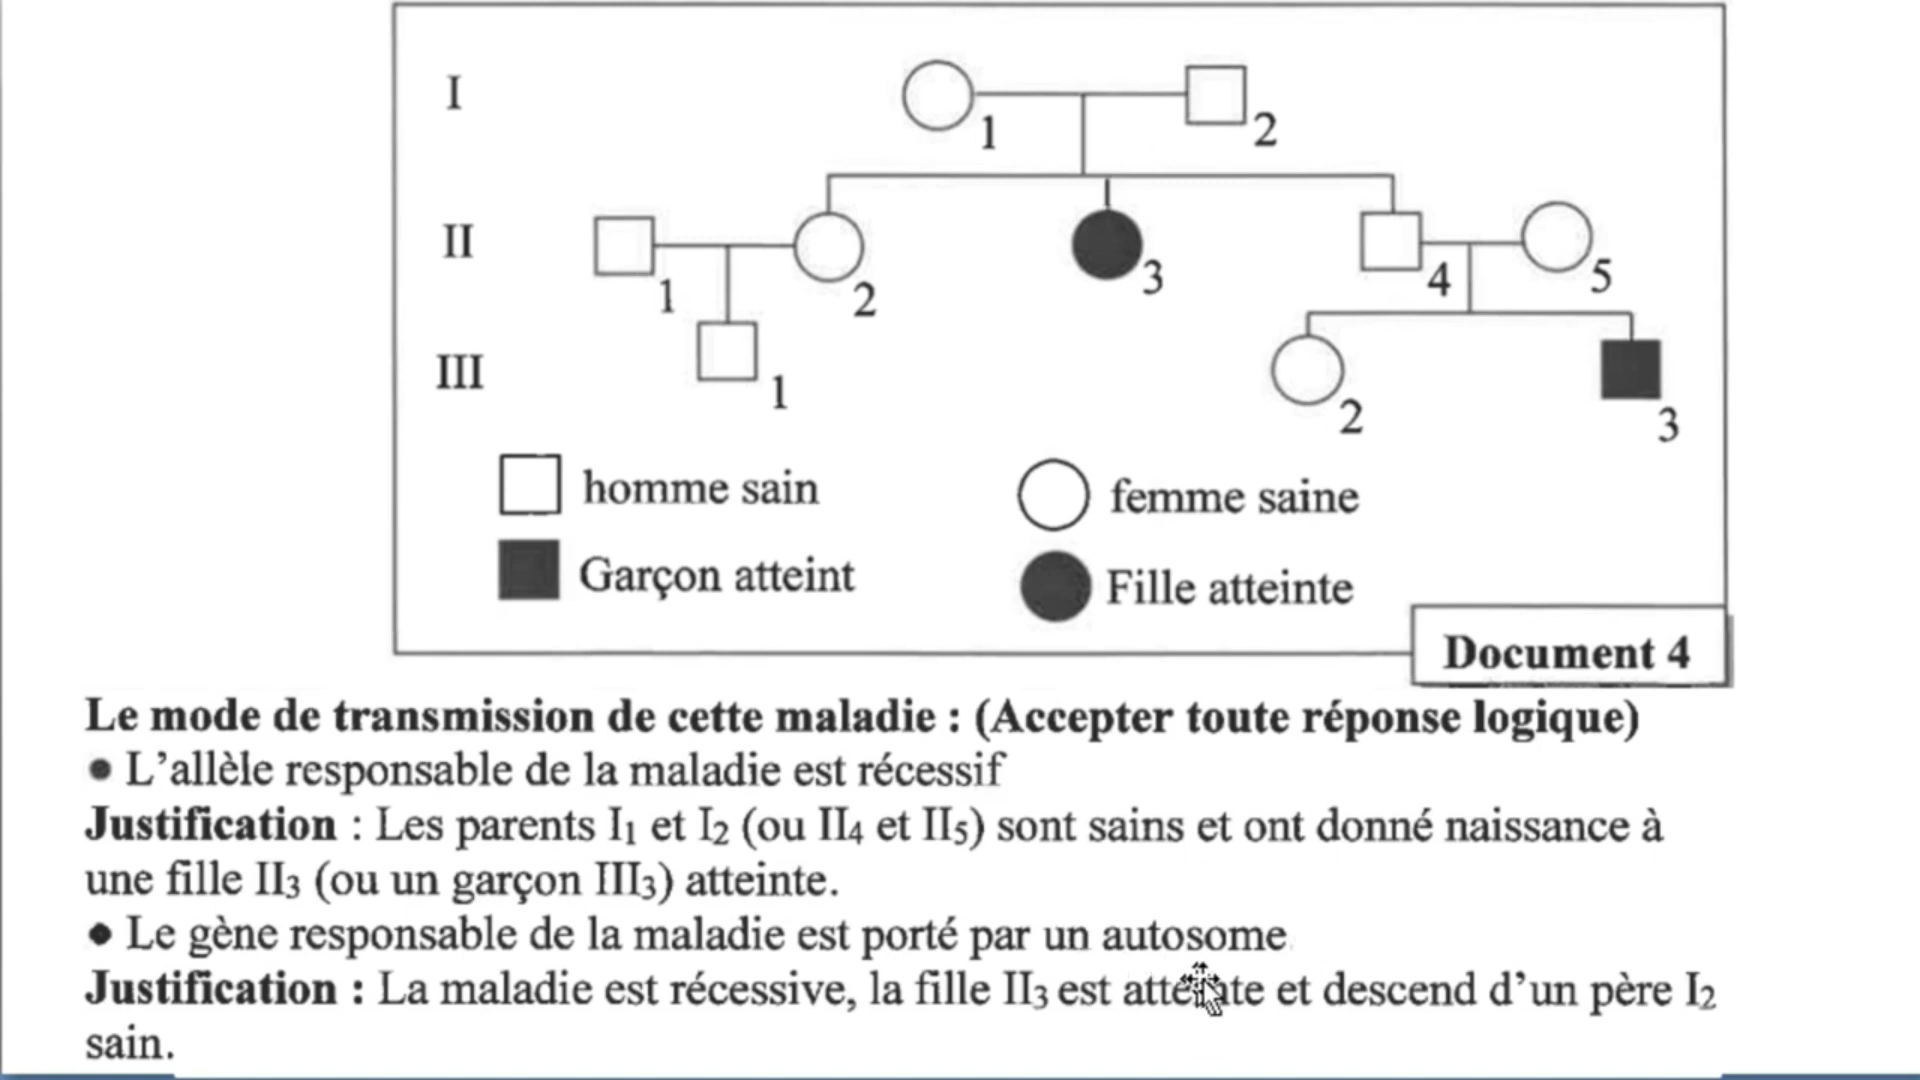 I
1
2
II
1
2
3
4
5
III
1
2
3
homme sain
femme saine
Garçon atteint
Fille atteinte
Document 4
Le mode de transmission de cette maladie : (Accepter toute réponse logique)
● L'allèle responsable de la maladie est récessif
Justification : Les parents I₁ et I₂ (ou II₄ et II₅) sont sains et ont donné naissance à
une fille II₃ (ou un garçon III₃) atteinte.
● Le gène responsable de la maladie est porté par un autosome
Justification : La maladie est récessive, la fille II₃ est atteinte et descend d'un père I₂
sain.